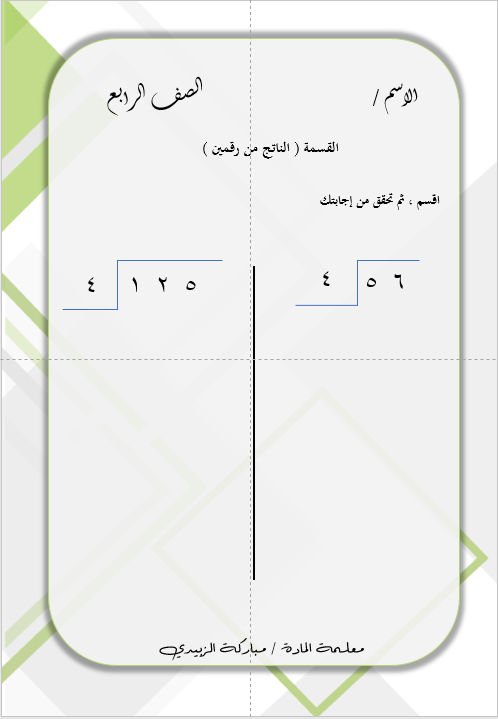 الاسم / الصف الرابع
القسمة ( الناتج من رقمين )
اقسم ، ثم تحقق من إجابتك
٤ ٥ ٦
٤ ١ ٢ ٥
معلمة المادة / مباركة الزبيدي